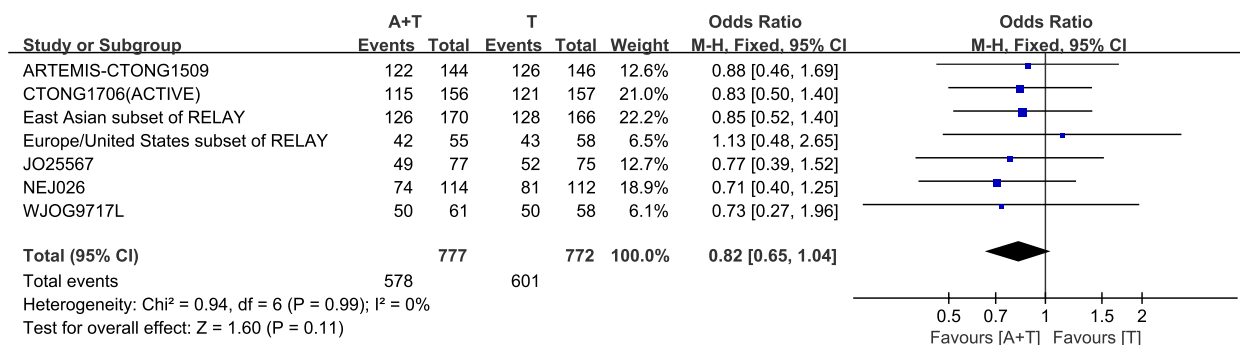 A+T T Odds Ratio Odds Ratio
Study or Subgroup Events Total Events Total Weight M-H, Fixed, 95% CI M-H, Fixed, 95% CI
ARTEMIS-CTONG1509 122 144 126 146 12.6% 0.88 [0.46, 1.69]
CTONG1706(ACTIVE) 115 156 121 157 21.0% 0.83 [0.50, 1.40]
East Asian subset of RELAY 126 170 128 166 22.2% 0.85 [0.52, 1.40]
Europe/United States subset of RELAY 42 55 43 58 6.5% 1.13 [0.48, 2.65]
JO25567 49 77 52 75 12.7% 0.77 [0.39, 1.52]
NEJ026 74 114 81 112 18.9% 0.71 [0.40, 1.25]
WJOG9717L 50 61 50 58 6.1% 0.73 [0.27, 1.96]
Total (95% CI) 777 772 100.0% 0.82 [0.65, 1.04]
Total events 578 601
Heterogeneity: Chi² = 0.94, df = 6 (P = 0.99); I² = 0%
Test for overall effect: Z = 1.60 (P = 0.11)
0.5 0.7 1 1.5 2
Favours [A+T] Favours [T]